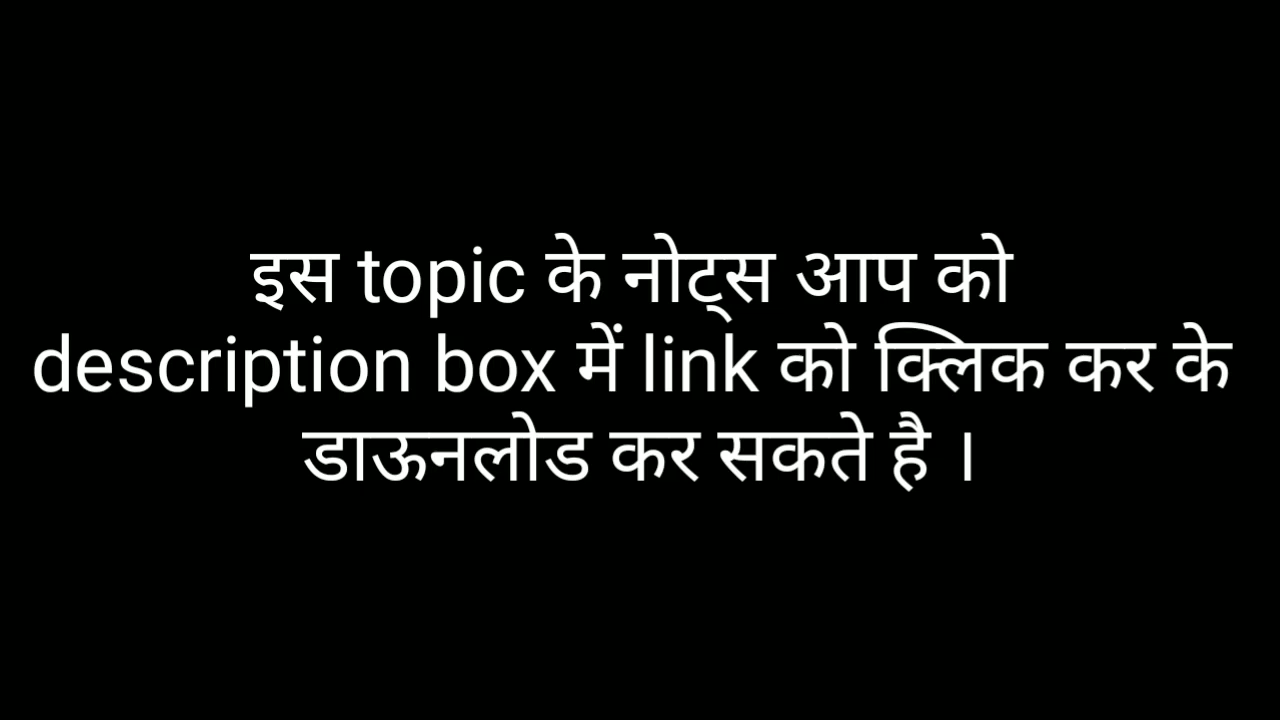 इस topic के नोट्स आप को
description box में link को क्लिक कर के
डाऊनलोड कर सकते है ।